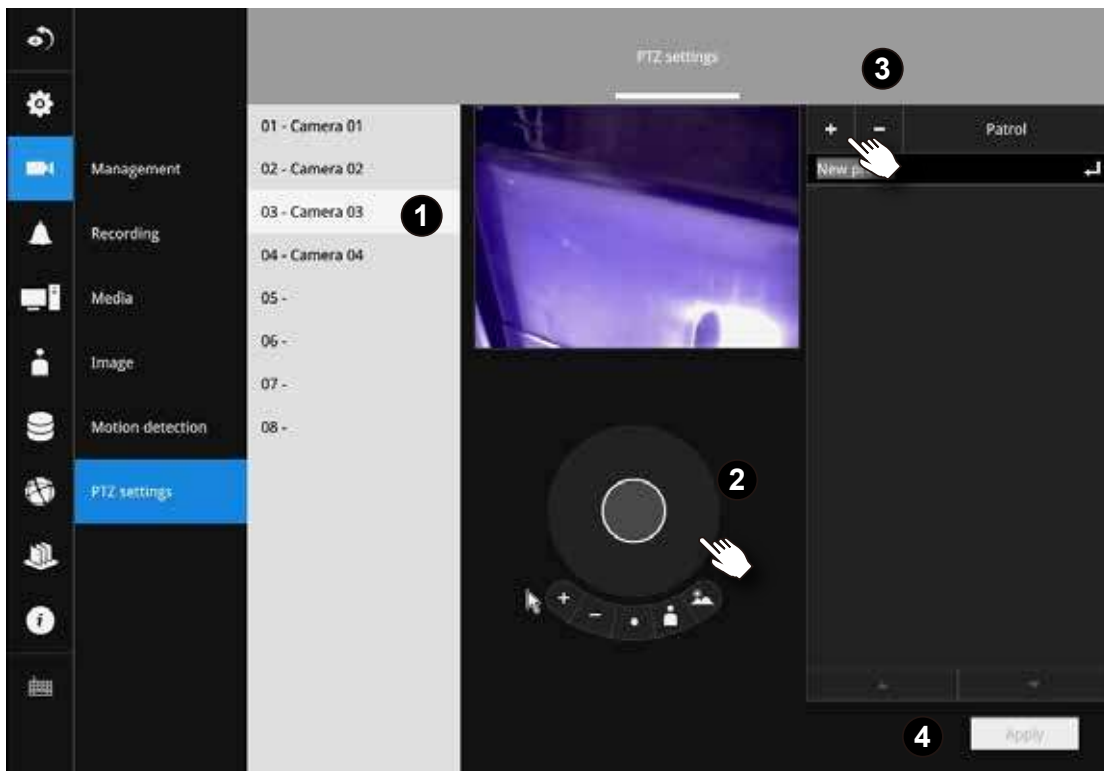 PTZ settings
3
01 - Camera 01
+ - Patrol
Management
02 - Camera 02
New p
03 - Camera 03
1
Recording
04 - Camera 04
Media
05 -
06 -
Image
07 -
Motion detection
08 -
2
PTZ settings
4
Apply